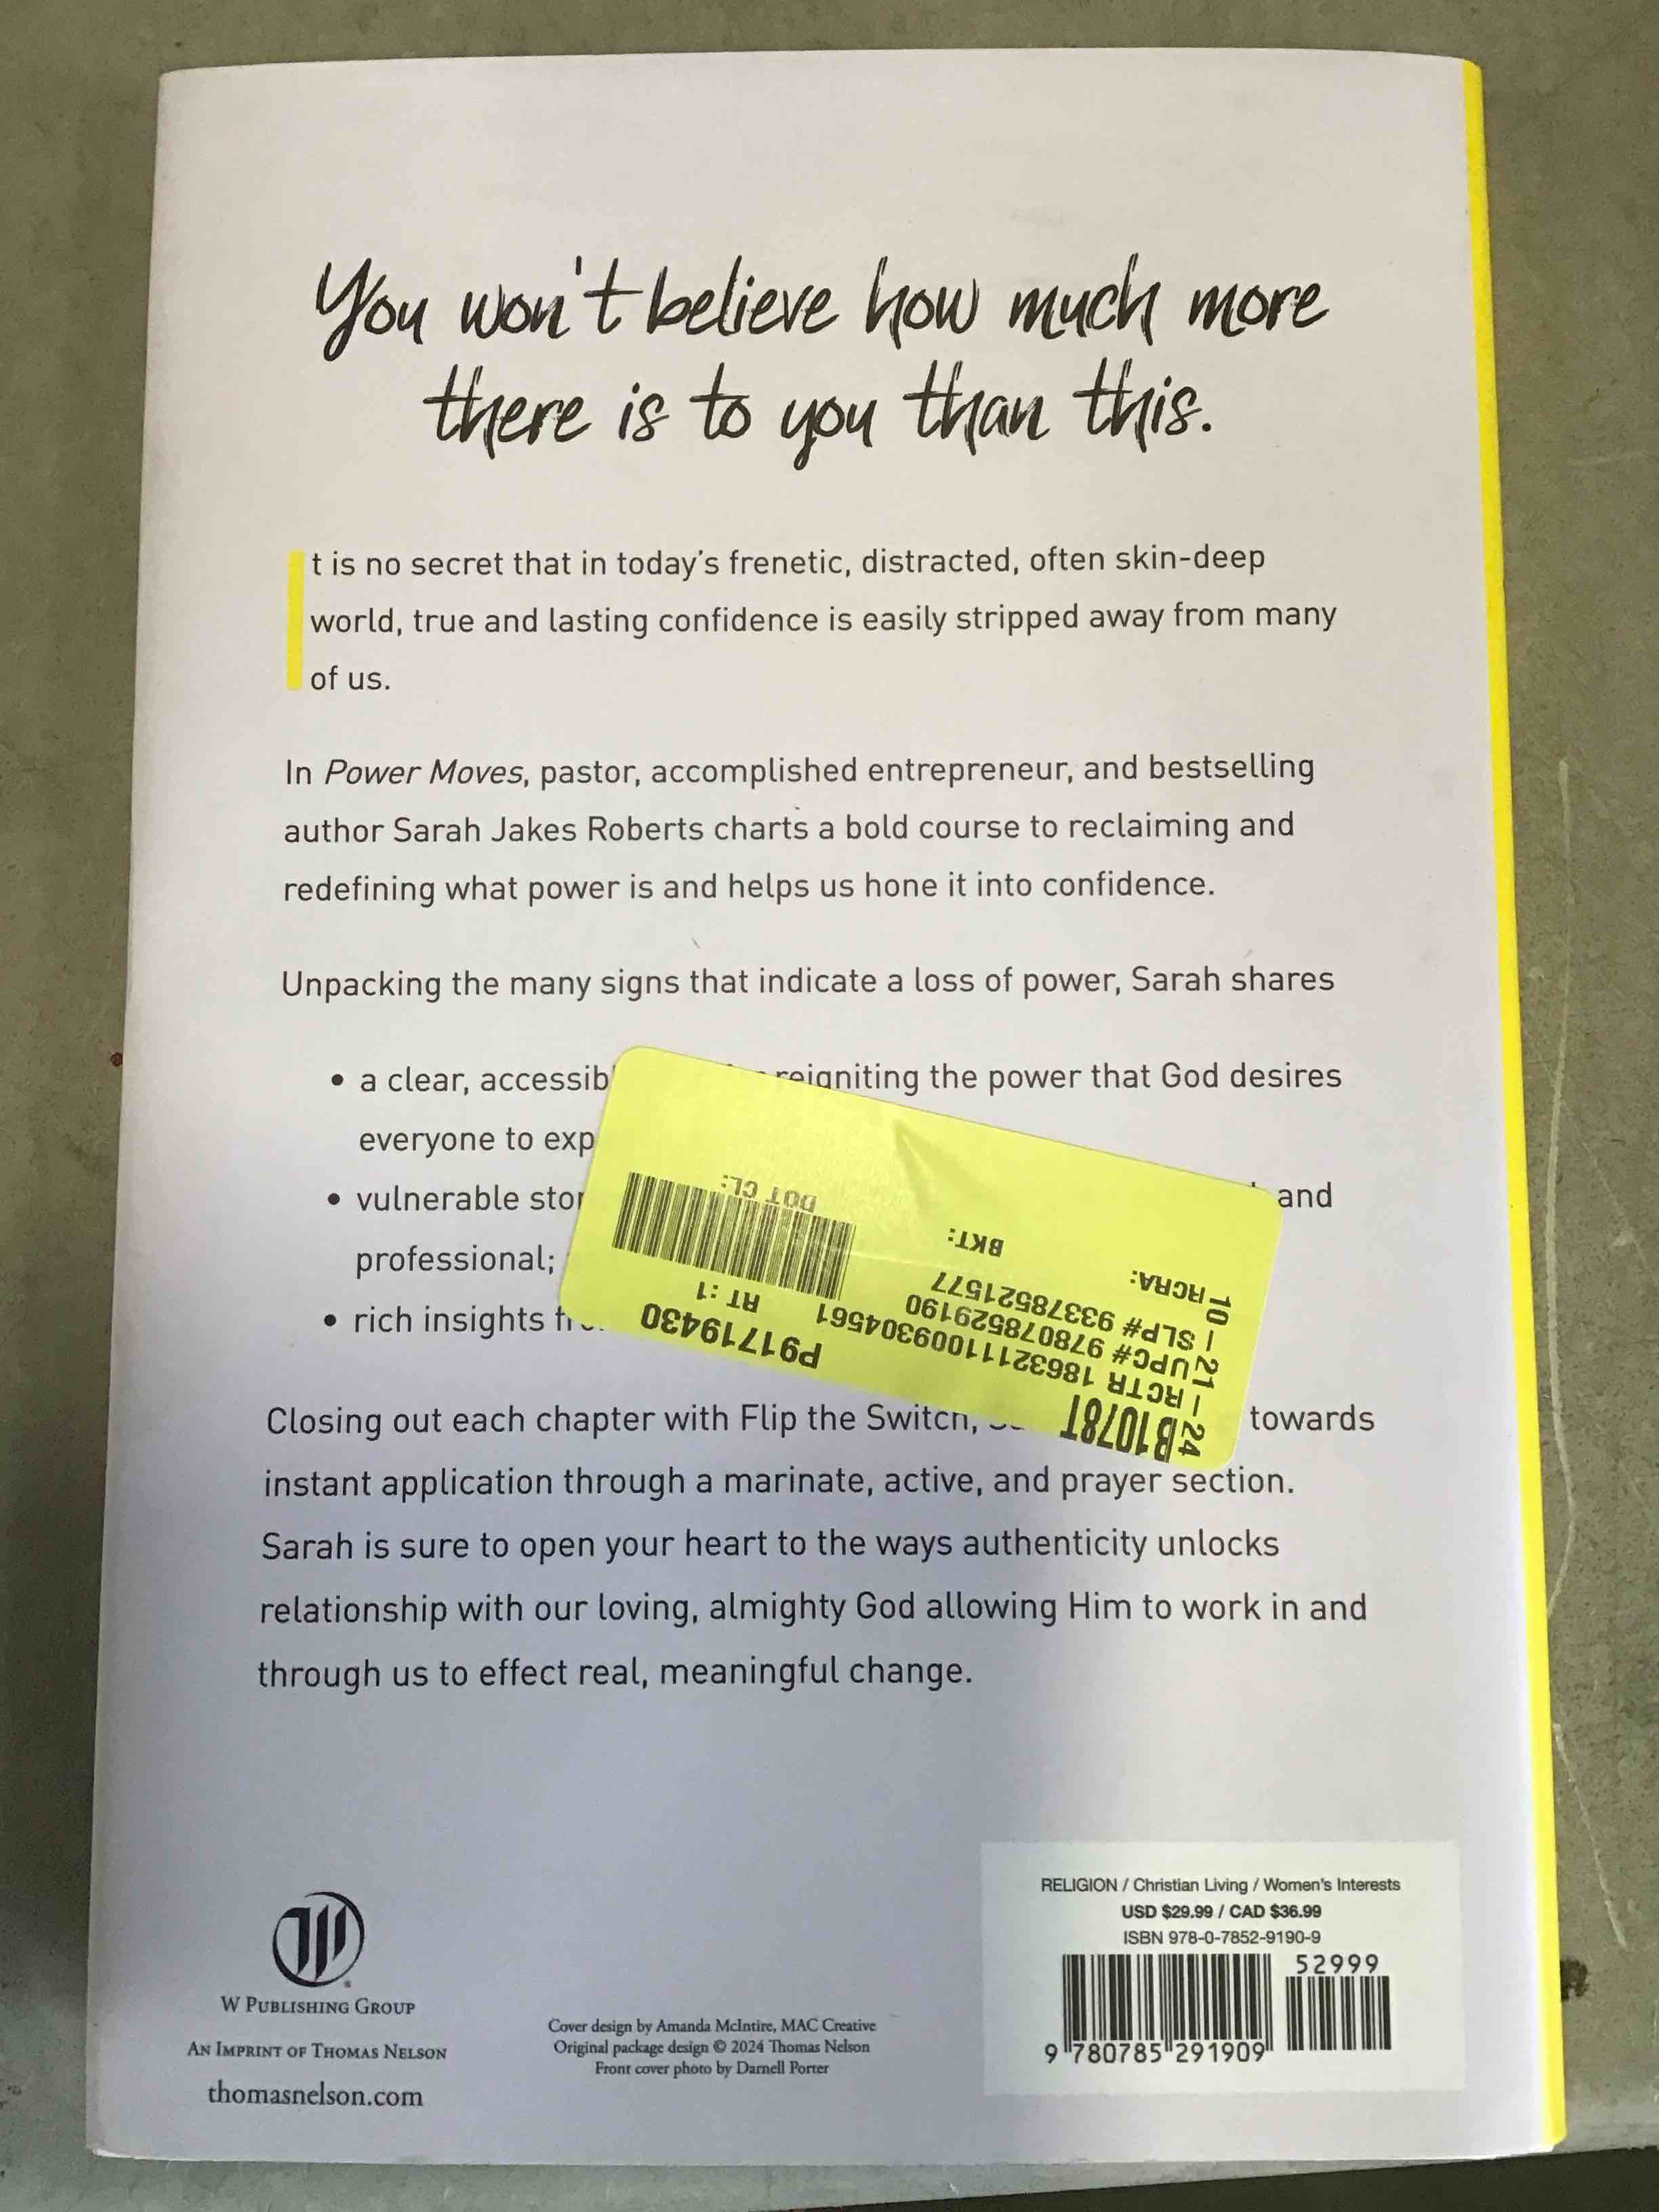 You won't believe how much more
there is to you than this.
It is no secret that in today's frenetic, distracted, often skin-deep
world, true and lasting confidence is easily stripped away from many
of us.
In Power Moves, pastor, accomplished entrepreneur, and bestselling
author Sarah Jakes Roberts charts a bold course to reclaiming and
redefining what power is and helps us hone it into confidence.
Unpacking the many signs that indicate a loss of power, Sarah shares
• a clear, accessib reigniting the power that God desires
everyone to exp
• vulnerable stor and
professional;
• rich insights
Closing out each chapter with Flip the Switch, towards
instant application through a marinate, active, and prayer section.
Sarah is sure to open your heart to the ways authenticity unlocks
relationship with our loving, almighty God allowing Him to work in and
through us to effect real, meaningful change.
24 B1078T
| RCTR 18632111009304561
21 UPC# 9780785291909
| SLP# 9337852157
10 RCRA:
BKT:
P91719430
RT :1
DOT CL:
W PUBLISHING GROUP
AN IMPRINT OF THOMAS NELSON
thomasnelson.com
Cover design by Amanda McIntire, MAC Creative
Original package design © 2024 Thomas Nelson
Front cover photo by Darnell Porter
RELIGION / Christian Living / Women's Interests
USD $29.99 / CAD $36.99
ISBN 978-0-7852-9190-9
52999
9 780785 291909